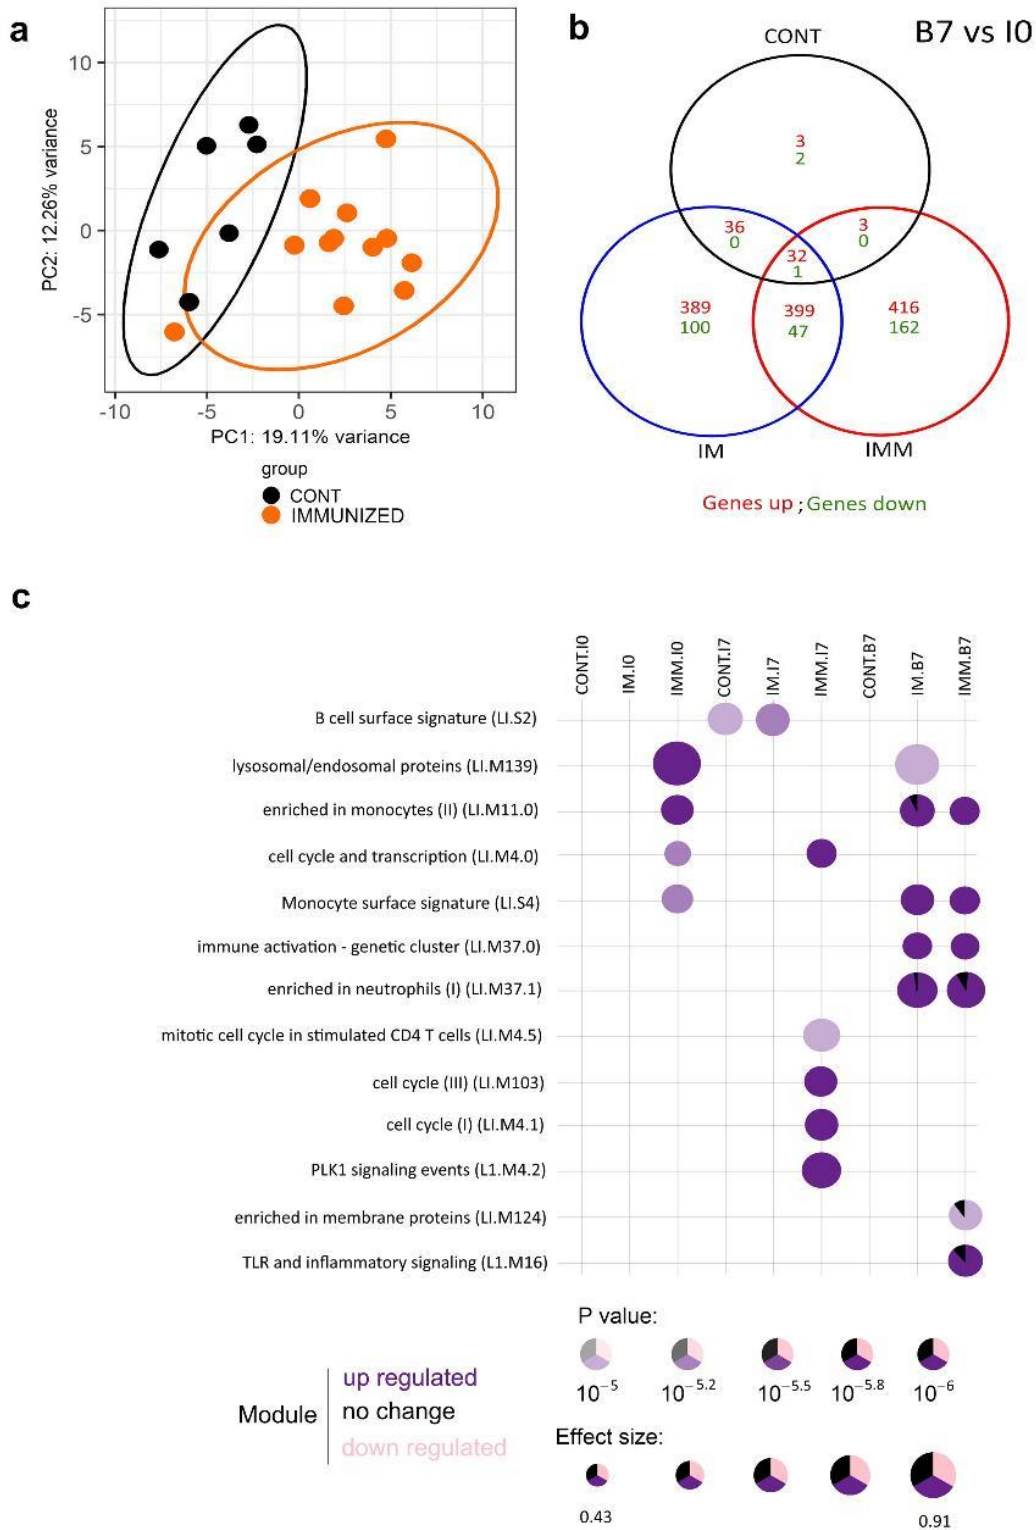 a
10
5
0
-5
-10
-5
0
5
10
PC2: 12.26% variance
PC1: 19.11% variance
group
CONT
IMMUNIZED
b
B7 vs I0
CONT
3
2
36
0
3
0
32
1
389
100
399
47
416
162
IM
IMM
Genes up ; Genes down
c
CONT.I0
IM.I0
IMM.I0
CONT.I7
IM.I7
IMM.I7
CONT.B7
IM.B7
IMM.B7
B cell surface signature (LI.S2)
lysosomal/endosomal proteins (LI.M139)
enriched in monocytes (II) (LI.M11.0)
cell cycle and transcription (LI.M4.0)
Monocyte surface signature (LI.S4)
immune activation - genetic cluster (LI.M37.0)
enriched in neutrophils (I) (LI.M37.1)
mitotic cell cycle in stimulated CD4 T cells (LI.M4.5)
cell cycle (III) (LI.M103)
cell cycle (I) (LI.M4.1)
PLK1 signaling events (L1.M4.2)
enriched in membrane proteins (LI.M124)
TLR and inflammatory signaling (L1.M16)
P value:
10⁻⁵ 10⁻⁵·² 10⁻⁵·⁵ 10⁻⁵·⁸ 10⁻⁶
Module
up regulated
no change
down regulated
Effect size:
0.43 0.91